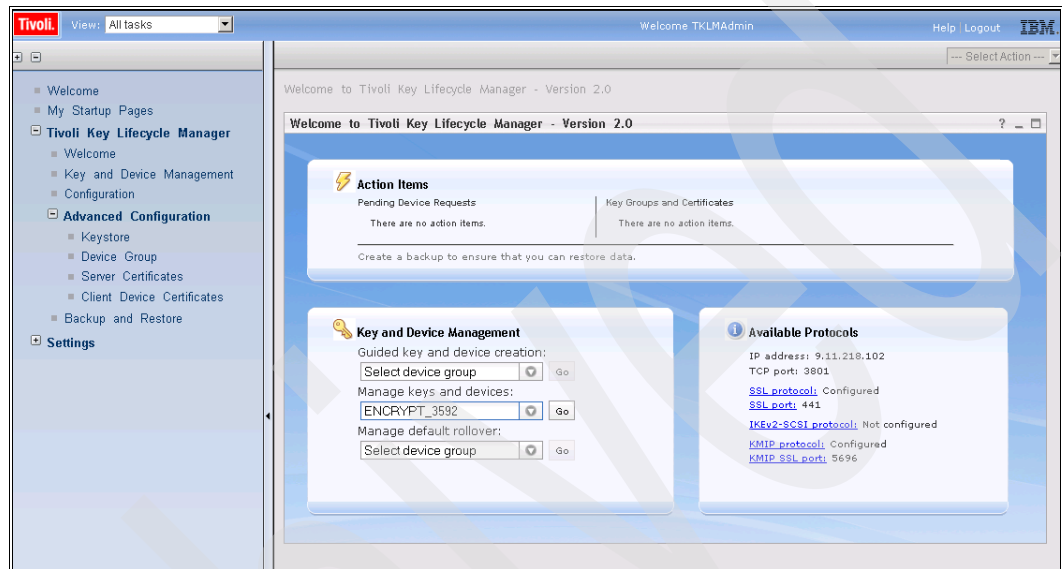 Tivoli. View: All tasks Welcome TKLMAdmin Help | Logout IBM.
--- Select Action ---
Welcome
My Startup Pages
Tivoli Key Lifecycle Manager
Welcome
Key and Device Management
Configuration
Advanced Configuration
Keystore
Device Group
Server Certificates
Client Device Certificates
Backup and Restore
Settings
Welcome to Tivoli Key Lifecycle Manager - Version 2.0
Welcome to Tivoli Key Lifecycle Manager - Version 2.0
Action Items
Pending Device Requests
There are no action items.
Key Groups and Certificates
There are no action items.
Create a backup to ensure that you can restore data.
Key and Device Management
Guided key and device creation:
Select device group Go
Manage keys and devices:
ENCRYPT_3592 Go
Manage default rollover:
Select device group Go
Available Protocols
IP address: 9.11.218.102
TCP port: 3801
SSL protocol: Configured
SSL port: 441
IKEv2-SCSI protocol: Not configured
KMIP protocol: Configured
KMIP SSL port: 5696